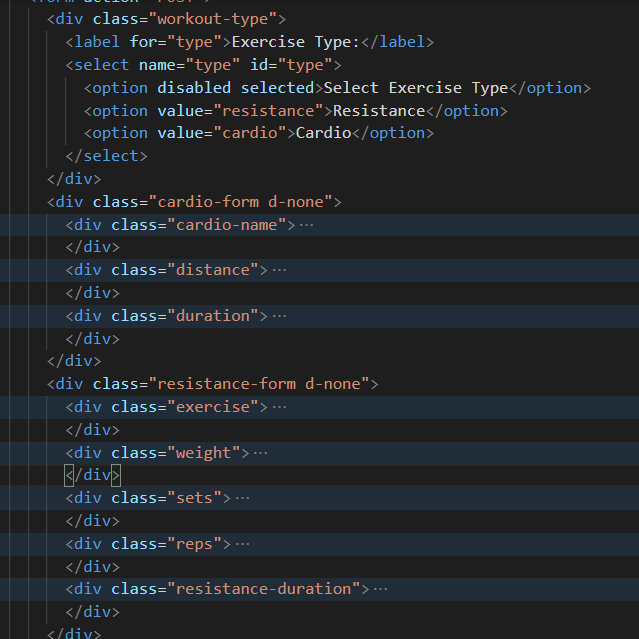 <div class="workout-type">
<label for="type">Exercise Type:</label>
<select name="type" id="type">
<option disabled selected>Select Exercise Type</option>
<option value="resistance">Resistance</option>
<option value="cardio">Cardio</option>
</select>
</div>
<div class="cardio-form d-none">
<div class="cardio-name">···
</div>
<div class="distance">···
</div>
<div class="duration">···
</div>
</div>
<div class="resistance-form d-none">
<div class="exercise">···
</div>
<div class="weight">···
</div>
<div class="sets">···
</div>
<div class="reps">···
</div>
<div class="resistance-duration">···
</div>
</div>